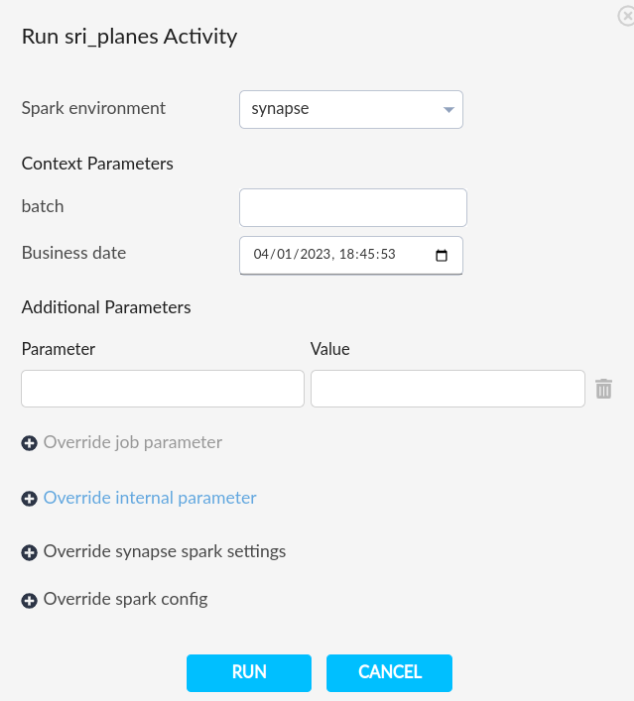 Run sri_planes Activity
Spark environment
synapse
Context Parameters
batch
Business date
04/01/2023, 18:45:53
Additional Parameters
Parameter Value
Override job parameter
Override internal parameter
Override synapse spark settings
Override spark config
RUN CANCEL